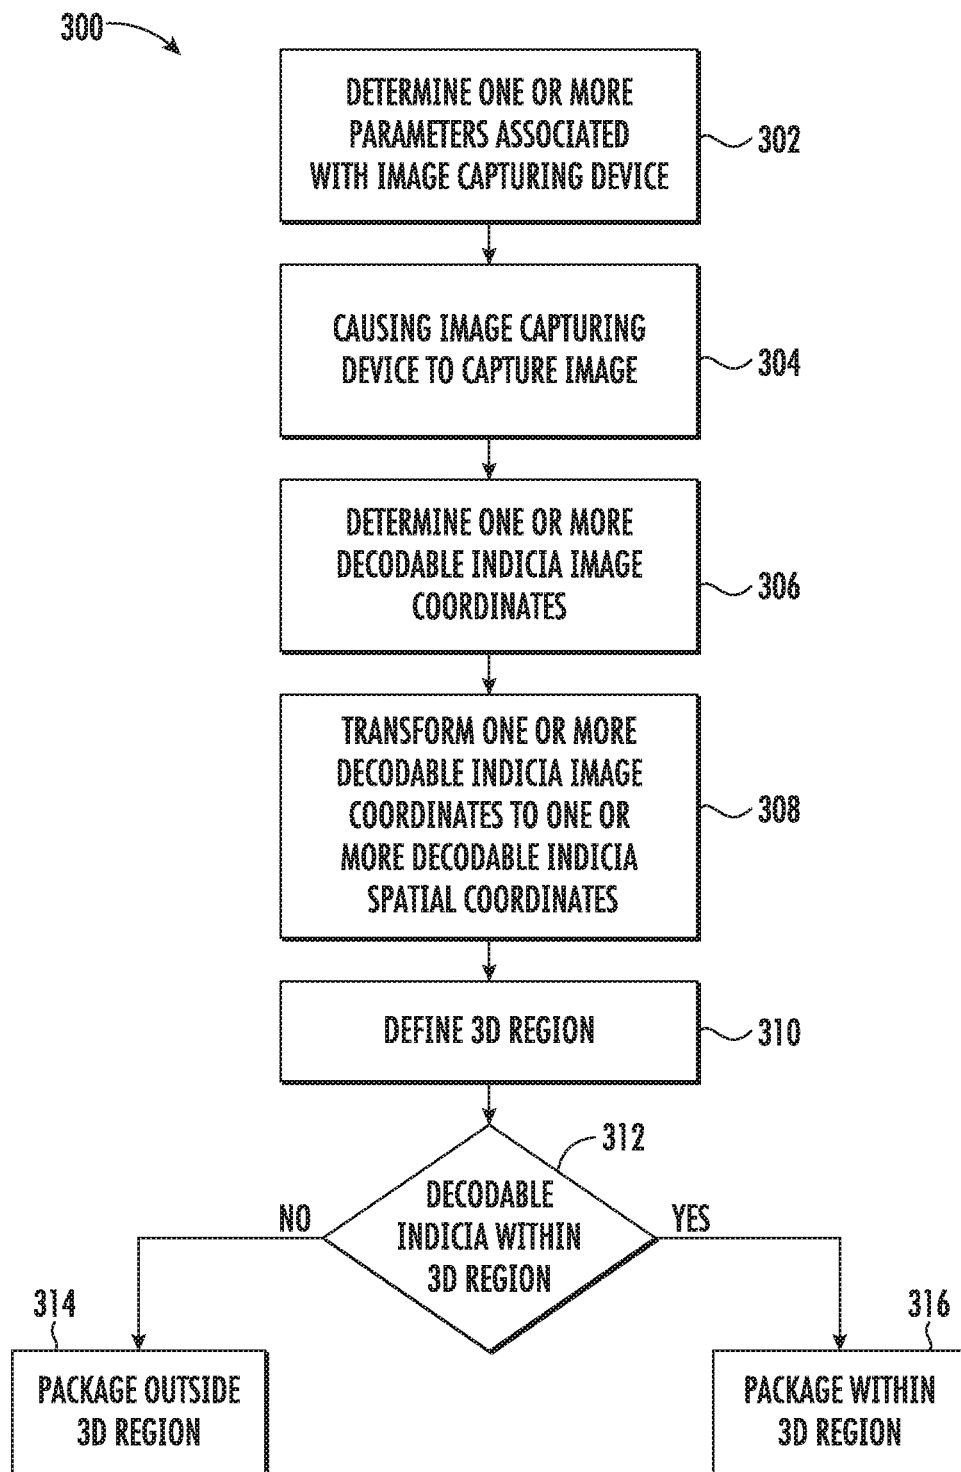 300
DETERMINE ONE OR MORE
PARAMETERS ASSOCIATED
WITH IMAGE CAPTURING DEVICE
302
CAUSING IMAGE CAPTURING
DEVICE TO CAPTURE IMAGE
304
DETERMINE ONE OR MORE
DECODABLE INDICIA IMAGE
COORDINATES
306
TRANSFORM ONE OR MORE
DECODABLE INDICIA IMAGE
COORDINATES TO ONE OR
MORE DECODABLE INDICIA
SPATIAL COORDINATES
308
DEFINE 3D REGION
310
312
DECODABLE
INDICIA WITHIN
3D REGION
NO
YES
314
PACKAGE OUTSIDE
3D REGION
316
PACKAGE WITHIN
3D REGION